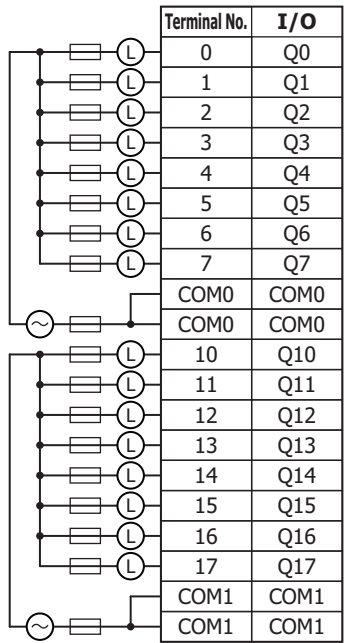 Terminal No. I/O
L 0 Q0
L 1 Q1
L 2 Q2
L 3 Q3
L 4 Q4
L 5 Q5
L 6 Q6
L 7 Q7
COM0 COM0
COM0 COM0
L 10 Q10
L 11 Q11
L 12 Q12
L 13 Q13
L 14 Q14
L 15 Q15
L 16 Q16
L 17 Q17
COM1 COM1
COM1 COM1